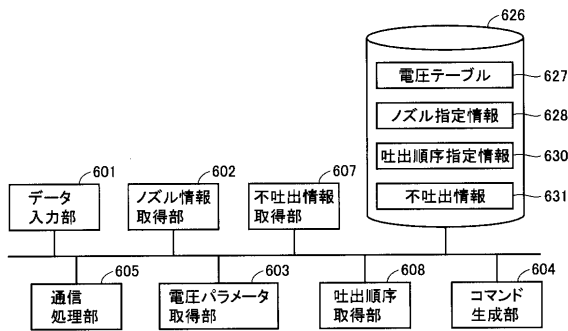 626
電圧テーブル
627
ノズル指定情報
628
吐出順序指定情報
630
不吐出情報
631
601
データ
入力部
602
ノズル情報
取得部
607
不吐出情報
取得部
605
通信
処理部
603
電圧パラメータ
取得部
608
吐出順序
取得部
604
コマンド
生成部